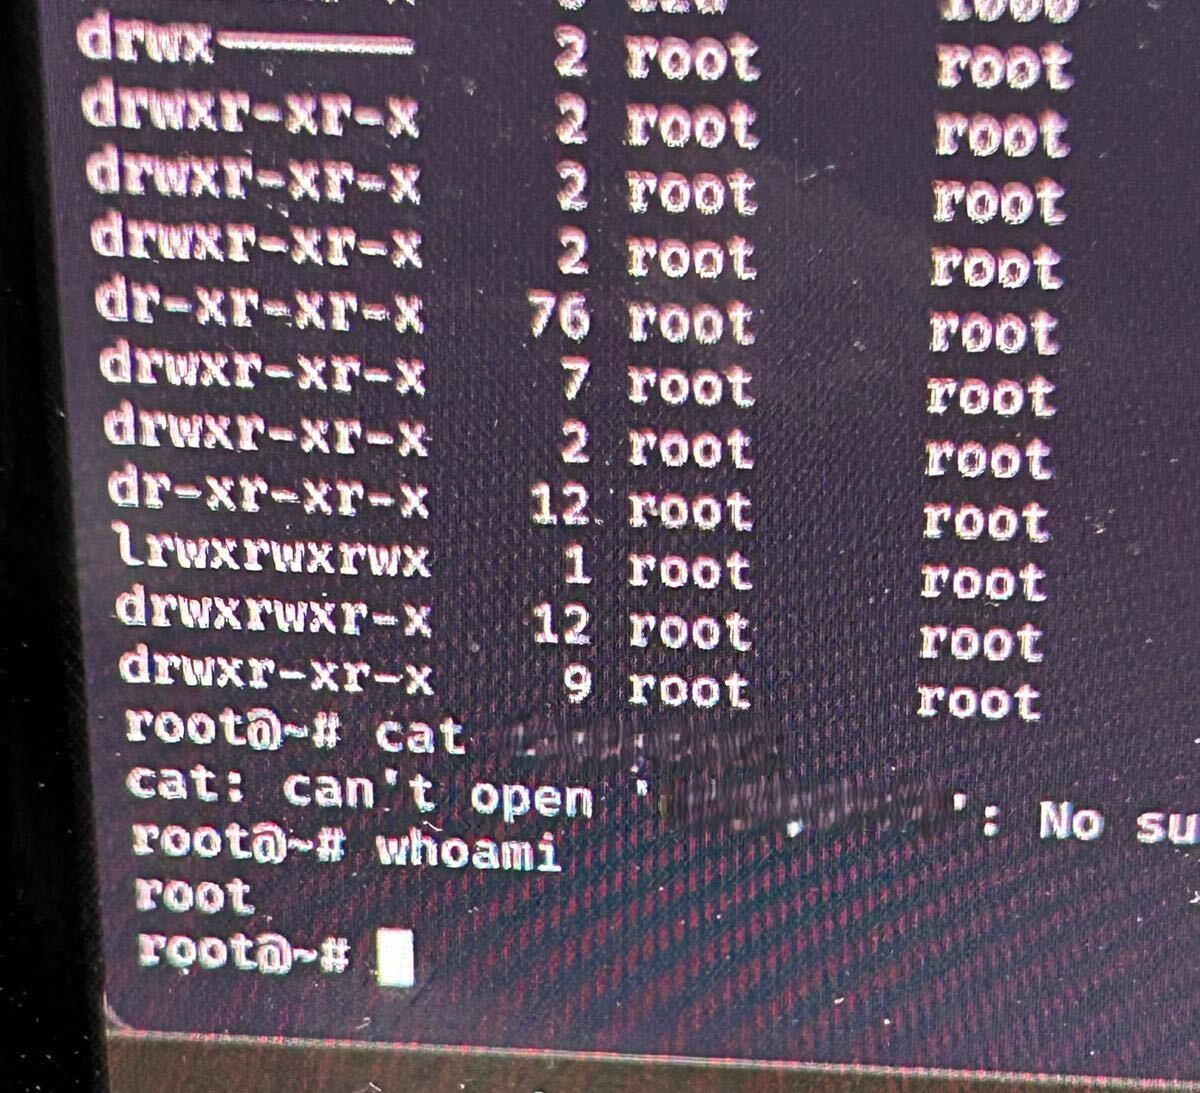 drwx------ 2 root root
drwxr-xr-x 2 root root
drwxr-xr-x 2 root root
drwxr-xr-x 2 root root
dr-xr-xr-x 76 root root
drwxr-xr-x 7 root root
drwxr-xr-x 2 root root
dr-xr-xr-x 12 root root
lrwxrwxrwx 1 root root
drwxrwxr-x 12 root root
drwxr-xr-x 9 root root
root@~# cat
cat: can't open ' ': No su
root@~# whoami
root
root@~#